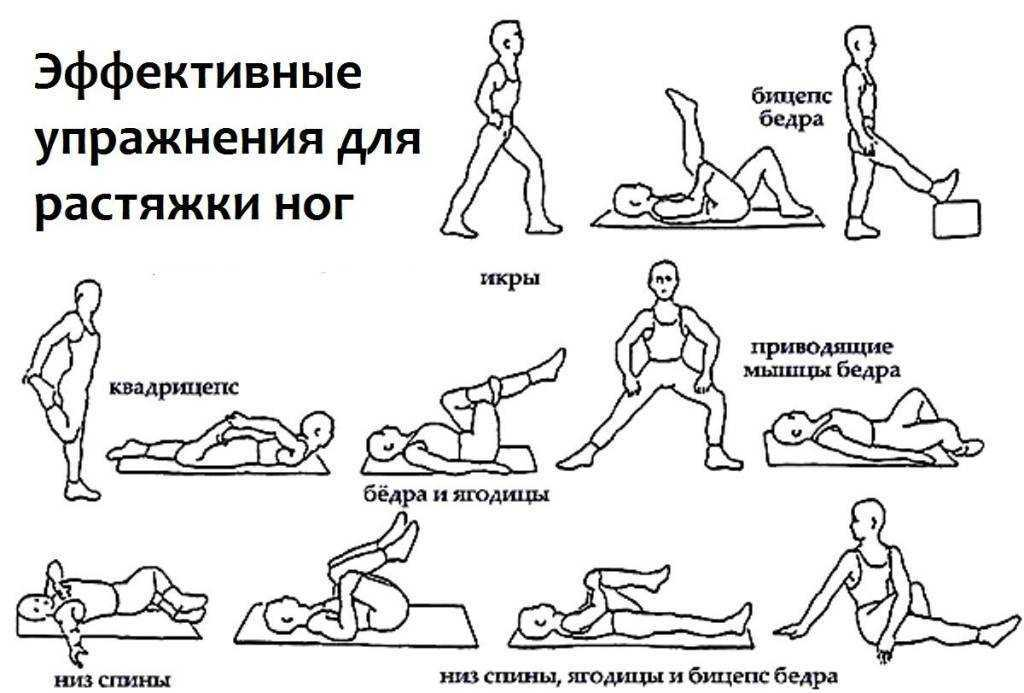 Эффективные
упражнения для
растяжки ног
бицепс
бедра
икры
приводящие
мышцы бедра
квадрицепс
бёдра и ягодицы
низ спины
низ спины, ягодицы и бицепс бедра